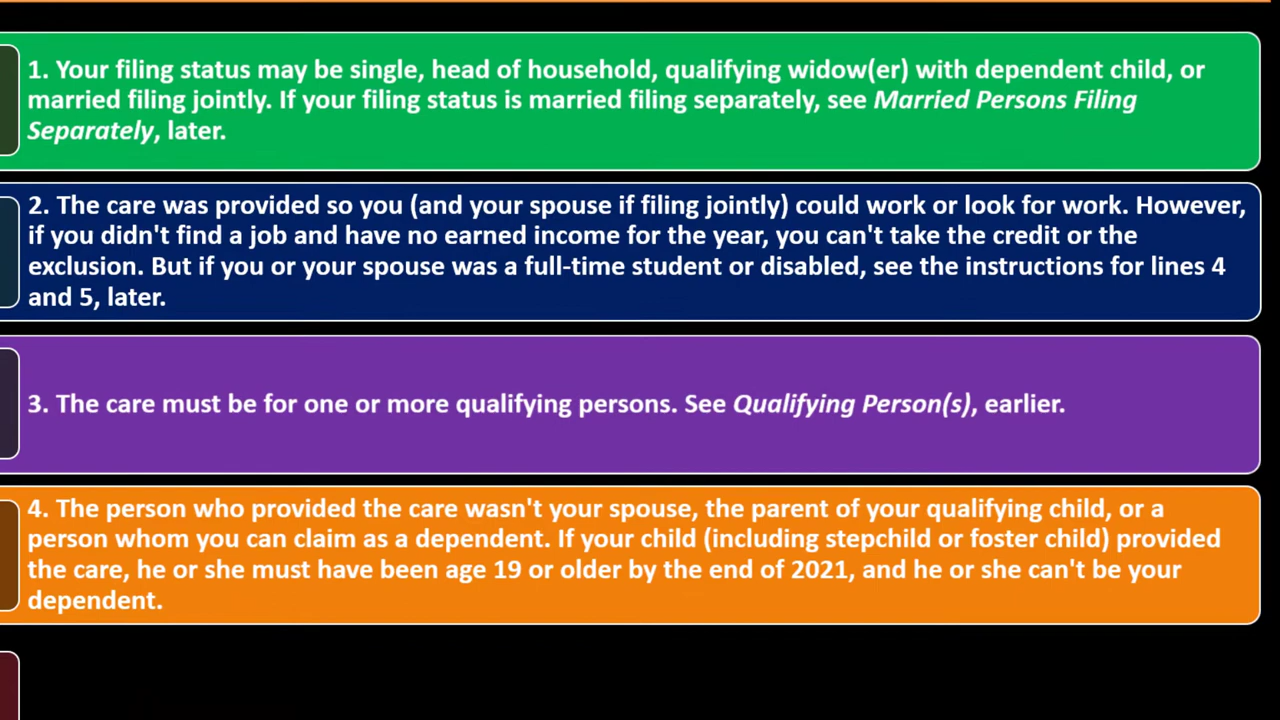 1. Your filing status may be single, head of household, qualifying widow(er) with dependent child, or
married filing jointly. If your filing status is married filing separately, see Married Persons Filing
Separately, later.
2. The care was provided so you (and your spouse if filing jointly) could work or look for work. However,
if you didn't find a job and have no earned income for the year, you can't take the credit or the
exclusion. But if you or your spouse was a full-time student or disabled, see the instructions for lines 4
and 5, later.
3. The care must be for one or more qualifying persons. See Qualifying Person(s), earlier.
4. The person who provided the care wasn't your spouse, the parent of your qualifying child, or a
person whom you can claim as a dependent. If your child (including stepchild or foster child) provided
the care, he or she must have been age 19 or older by the end of 2021, and he or she can't be your
dependent.